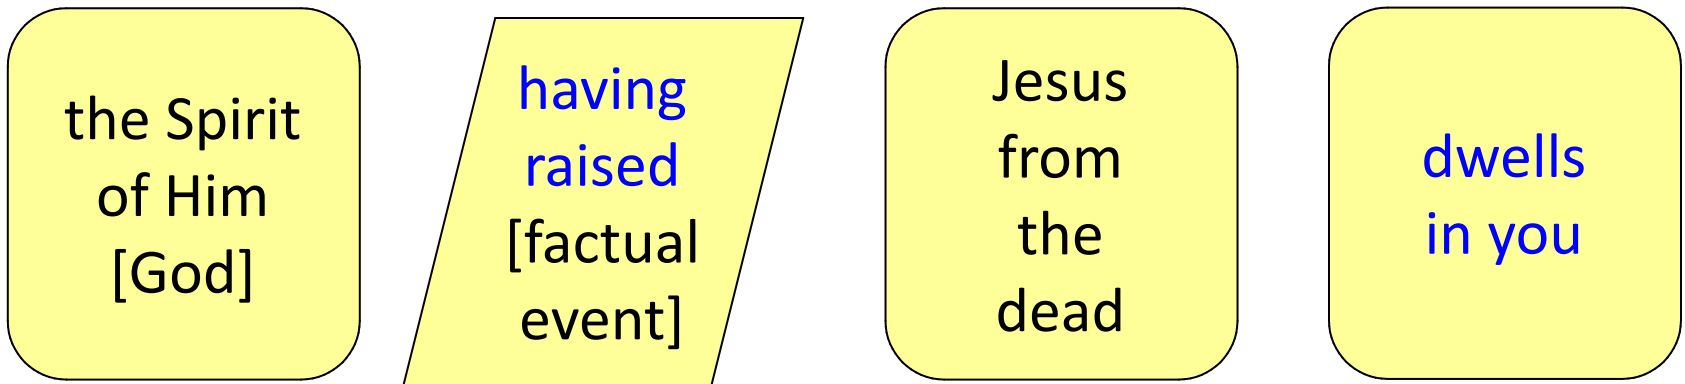 the Spirit
of Him
[God]
having
raised
[factual
event]
Jesus
from
the
dead
dwells
in you